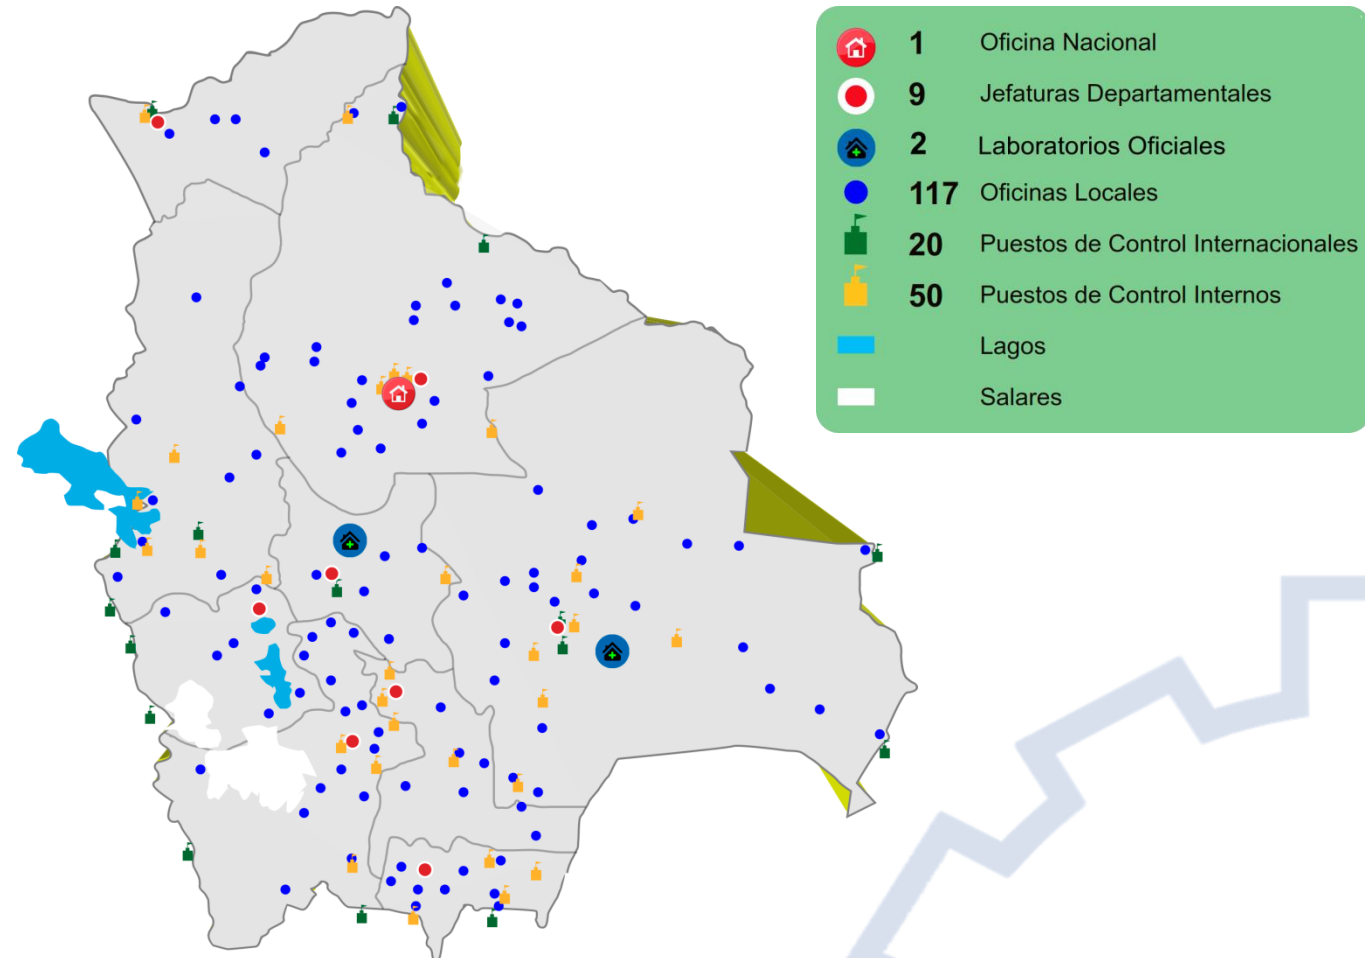 1 Oficina Nacional
9 Jefaturas Departamentales
2 Laboratorios Oficiales
117 Oficinas Locales
20 Puestos de Control Internacionales
50 Puestos de Control Internos
Lagos
Salares